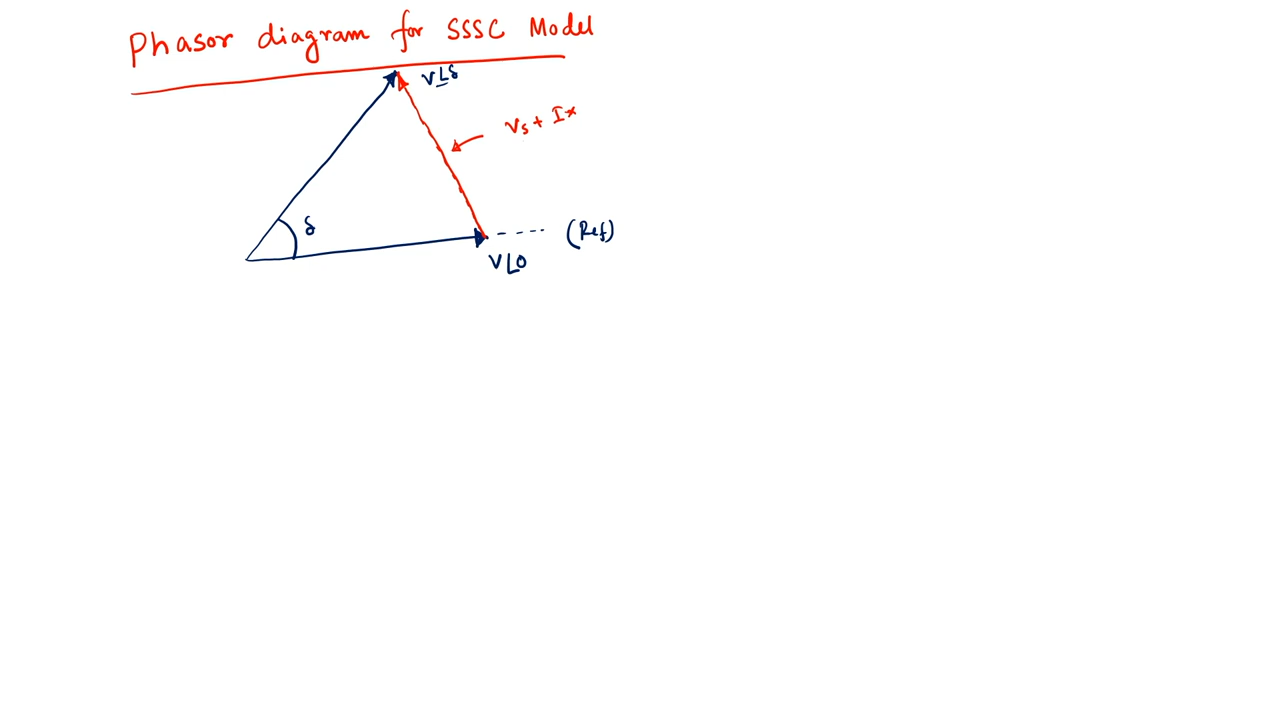 Phasor diagram for SSSC Model
V∠δ
Vs + Ix
δ
(Ref)
V∠0